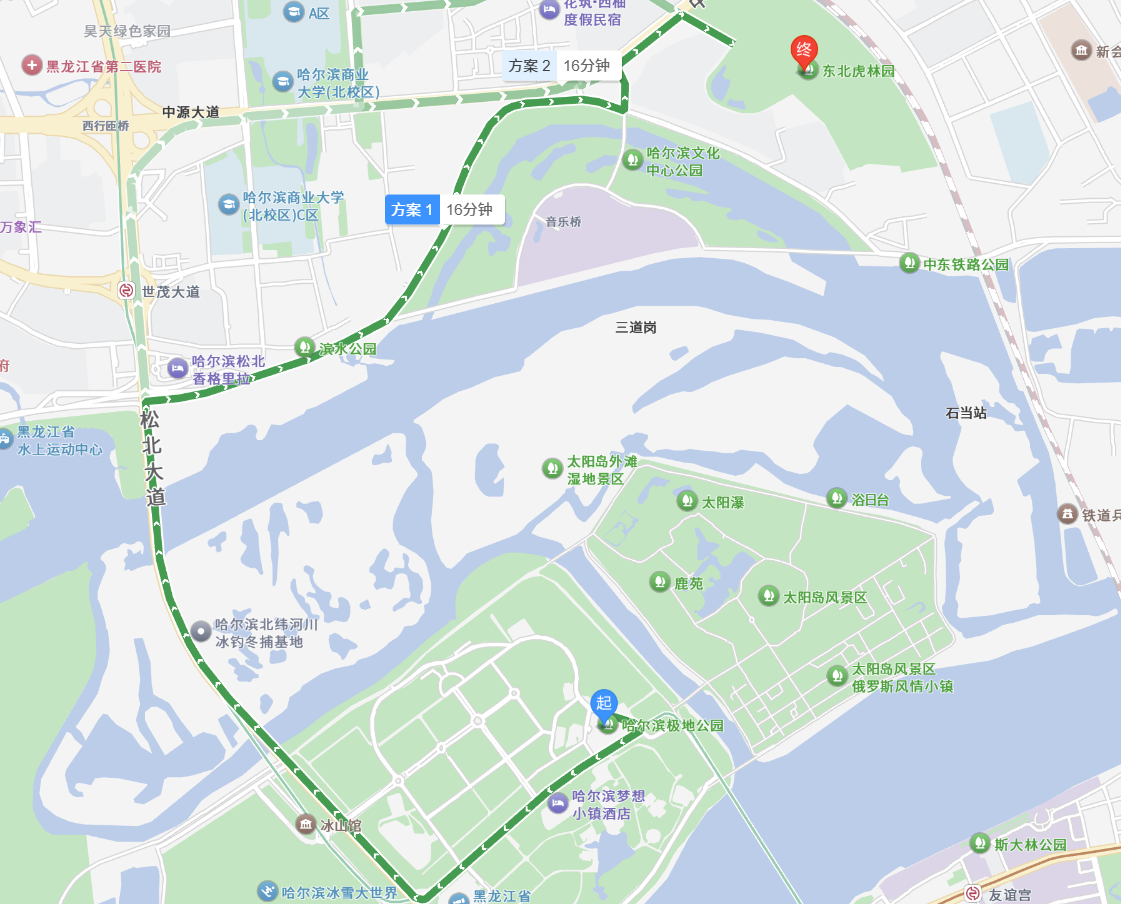 A区
花筑·西柚
度假民宿
昊天绿色家园
黑龙江省第二医院
哈尔滨商业
大学(北校区)
方案 2 16分钟
终
东北虎林园
新会
中源大道
西行匝桥
哈尔滨文化
中心公园
哈尔滨商业大学
(北校区)C区
方案 1 16分钟
音乐桥
万象汇
中东铁路公园
世茂大道
三道岗
滨水公园
哈尔滨松北
香格里拉
府
松北大道
石当站
黑龙江省
水上运动中心
太阳岛外滩
湿地景区
太阳瀑
浴日台
铁道兵
鹿苑
太阳岛风景区
哈尔滨北纬河川
冰钓冬捕基地
太阳岛风景区
俄罗斯风情小镇
起
哈尔滨极地公园
哈尔滨梦想
小镇酒店
冰山馆
斯大林公园
哈尔滨冰雪大世界
黑龙江省
友谊宫